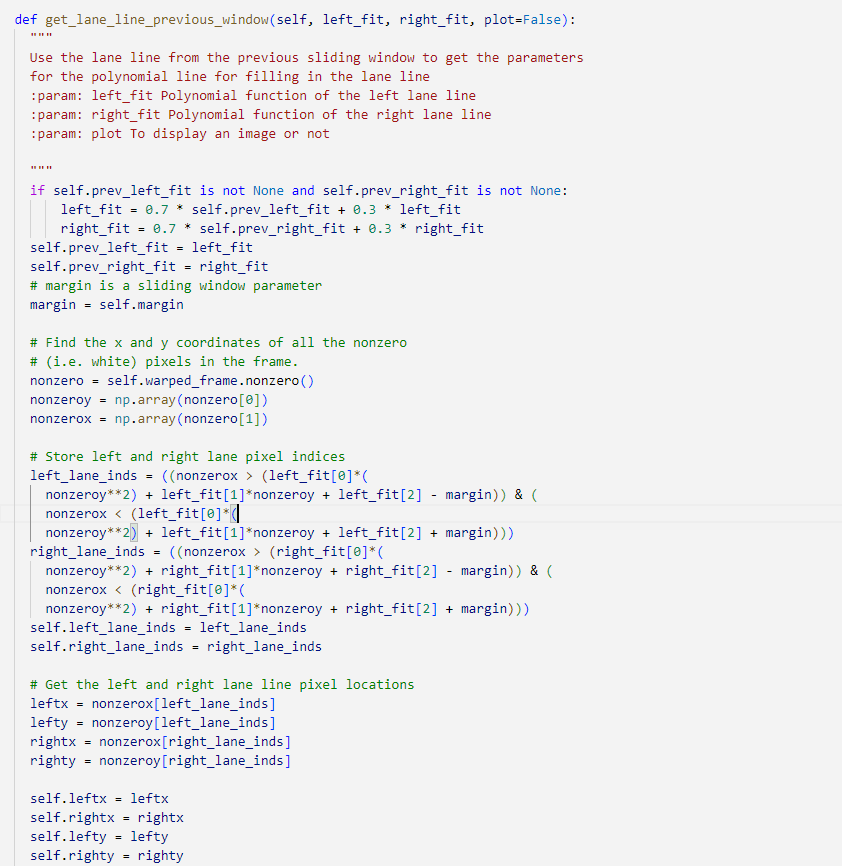 def get_lane_line_previous_window(self, left_fit, right_fit, plot=False):
"""
Use the lane line from the previous sliding window to get the parameters
for the polynomial line for filling in the lane line
:param: left_fit Polynomial function of the left lane line
:param: right_fit Polynomial function of the right lane line
:param: plot To display an image or not
"""
if self.prev_left_fit is not None and self.prev_right_fit is not None:
left_fit = 0.7 * self.prev_left_fit + 0.3 * left_fit
right_fit = 0.7 * self.prev_right_fit + 0.3 * right_fit
self.prev_left_fit = left_fit
self.prev_right_fit = right_fit
# margin is a sliding window parameter
margin = self.margin
# Find the x and y coordinates of all the nonzero
# (i.e. white) pixels in the frame.
nonzero = self.warped_frame.nonzero()
nonzeroy = np.array(nonzero[0])
nonzerox = np.array(nonzero[1])
# Store left and right lane pixel indices
left_lane_inds = ((nonzerox > (left_fit[0]*(
nonzeroy**2) + left_fit[1]*nonzeroy + left_fit[2] - margin)) & (
nonzerox < (left_fit[0]*(
nonzeroy**2) + left_fit[1]*nonzeroy + left_fit[2] + margin)))
right_lane_inds = ((nonzerox > (right_fit[0]*(
nonzeroy**2) + right_fit[1]*nonzeroy + right_fit[2] - margin)) & (
nonzerox < (right_fit[0]*(
nonzeroy**2) + right_fit[1]*nonzeroy + right_fit[2] + margin)))
self.left_lane_inds = left_lane_inds
self.right_lane_inds = right_lane_inds
# Get the left and right lane line pixel locations
leftx = nonzerox[left_lane_inds]
lefty = nonzeroy[left_lane_inds]
rightx = nonzerox[right_lane_inds]
righty = nonzeroy[right_lane_inds]
self.leftx = leftx
self.rightx = rightx
self.lefty = lefty
self.righty = righty